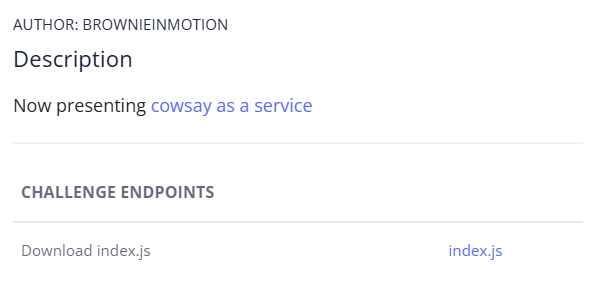 AUTHOR: BROWNIEINMOTION
Description
Now presenting cowsay as a service
CHALLENGE ENDPOINTS
Download index.js index.js